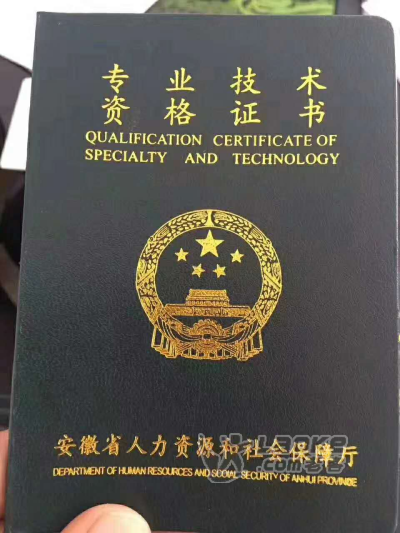 专业技术
资格证书
QUALIFICATION CERTIFICATE OF
SPECIALTY AND TECHNOLOGY
安徽省人力资源和社会保障厅
DEPARTMENT OF HUMAN RESOURCES AND SOCIAL SECURITY OF ANHUI PROVINCE